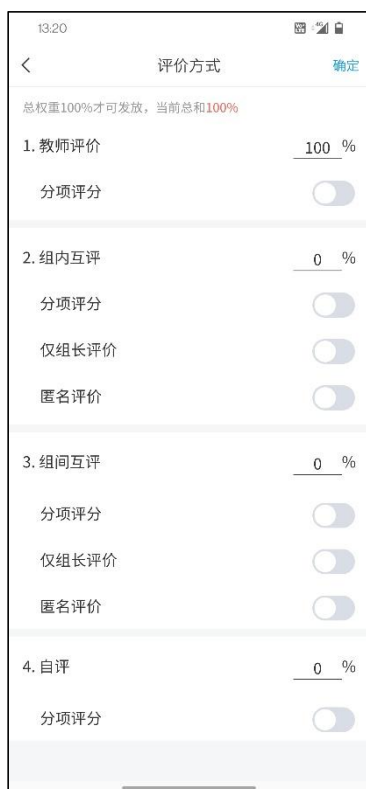 13:20
评价方式
确定
总权重100%才可发放，当前总和100%
1. 教师评价 100 %
分项评分
2. 组内互评 0 %
分项评分
仅组长评价
匿名评价
3. 组间互评 0 %
分项评分
仅组长评价
匿名评价
4. 自评 0 %
分项评分